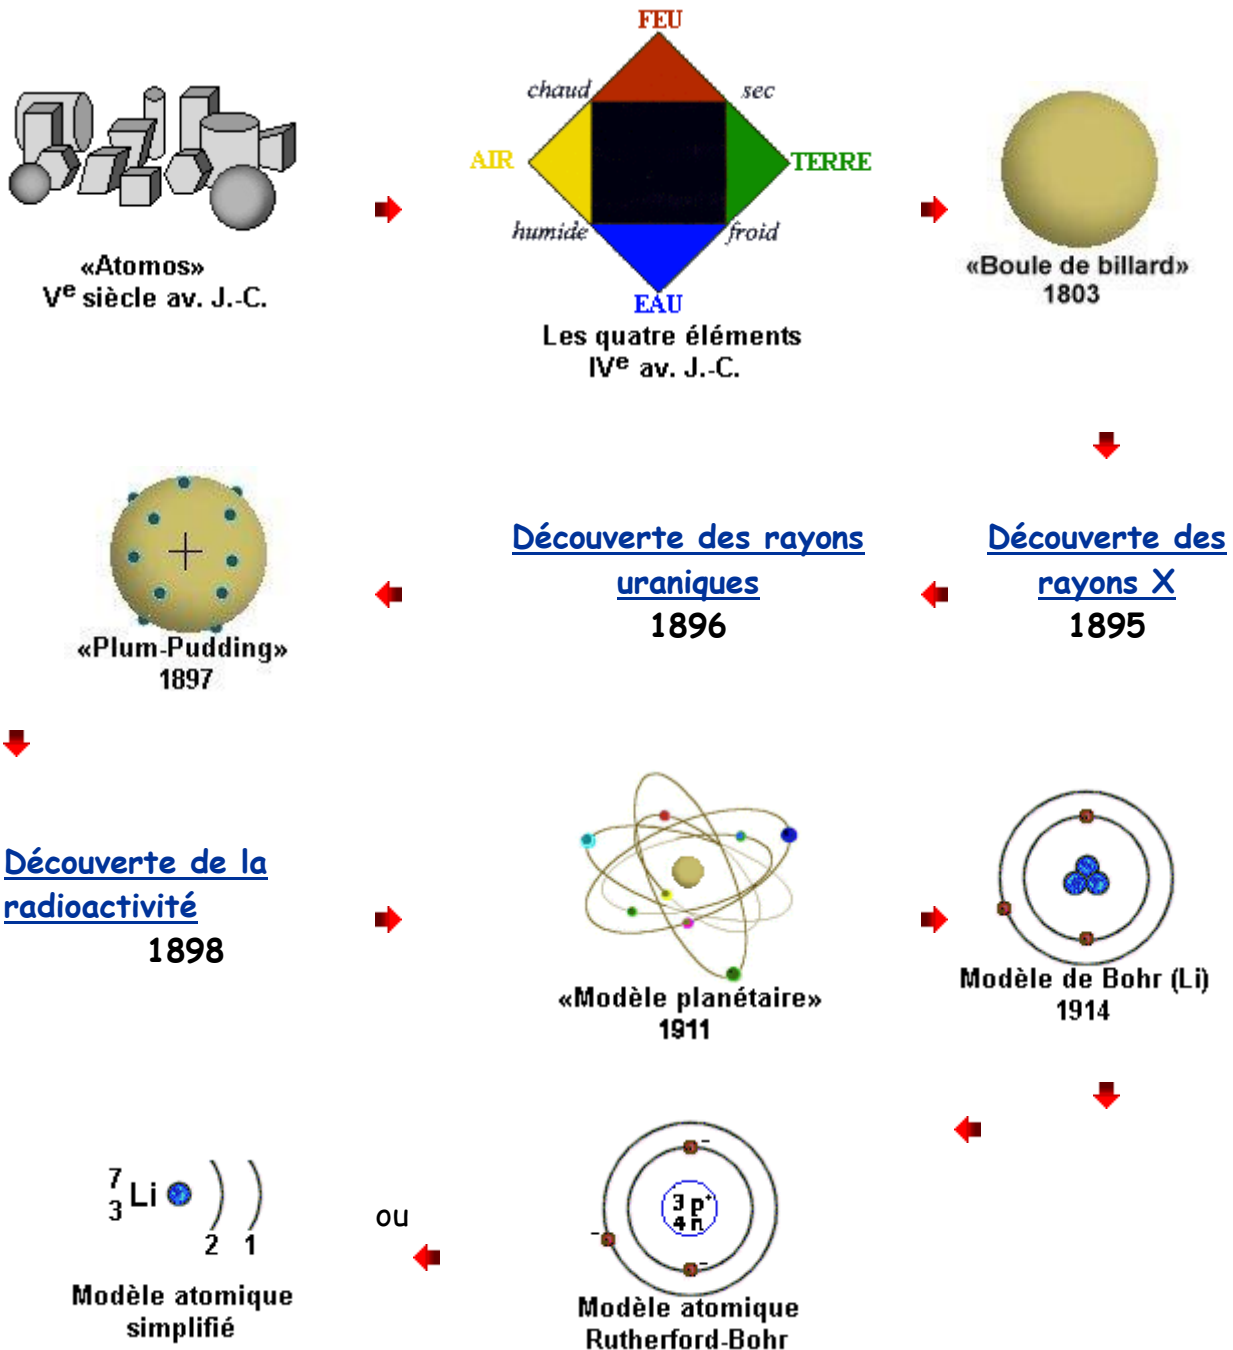 «Atomos»
Ve siècle av. J.-C.
FEU
chaud
sec
AIR
TERRE
humide
froid
EAU
Les quatre éléments
IVe av. J.-C.
«Boule de billard»
1803
Découverte des
rayons X
1895
Découverte des rayons
uraniques
1896
+
«Plum-Pudding»
1897
Découverte de la
radioactivité
1898
«Modèle planétaire»
1911
Modèle de Bohr (Li)
1914
-
3 p+
4 n
-
-
Modèle atomique
Rutherford-Bohr
ou
7
3 Li
2 1
Modèle atomique
simplifié